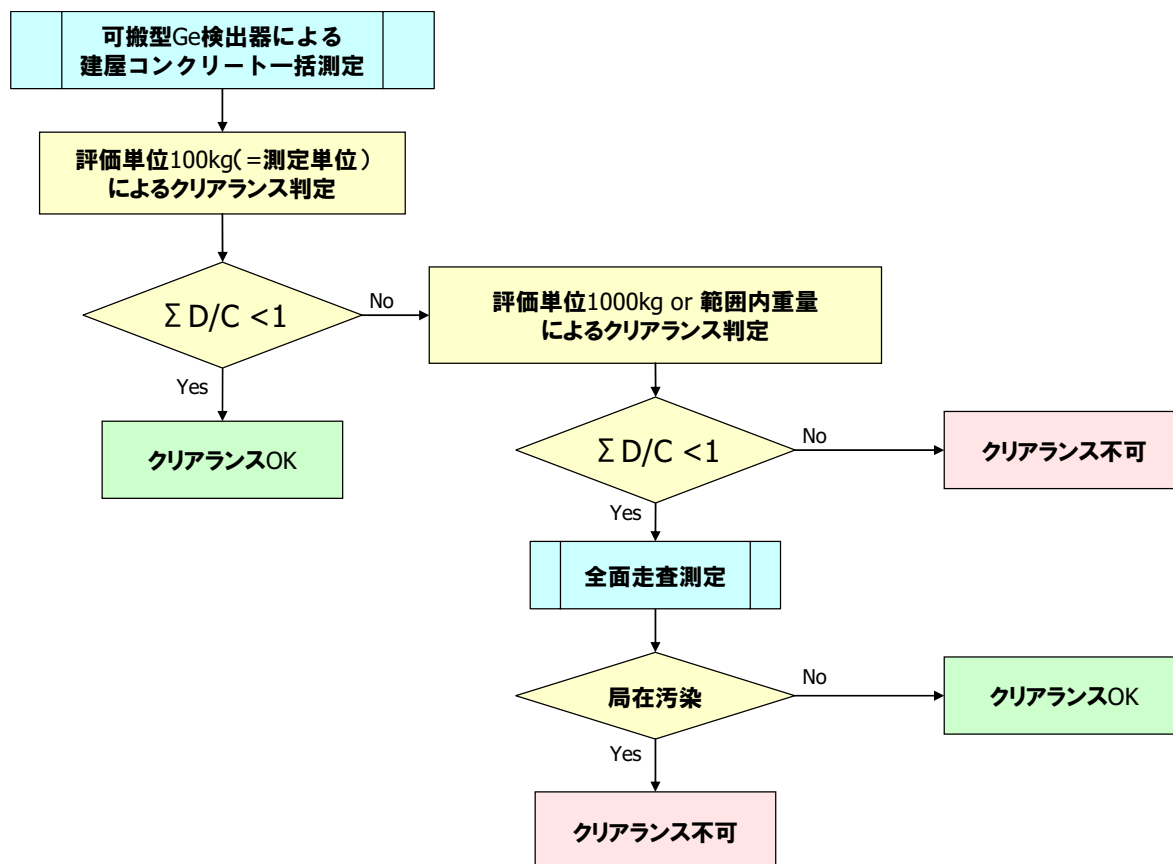 可搬型Ge検出器による
建屋コンクリート一括測定
評価単位100kg(=測定単位)
によるクリアランス判定
ΣD/C <1
No
評価単位1000kg or 範囲内重量
によるクリアランス判定
Yes
クリアランスOK
ΣD/C <1
No
クリアランス不可
Yes
全面走査測定
局在汚染
No
クリアランスOK
Yes
クリアランス不可